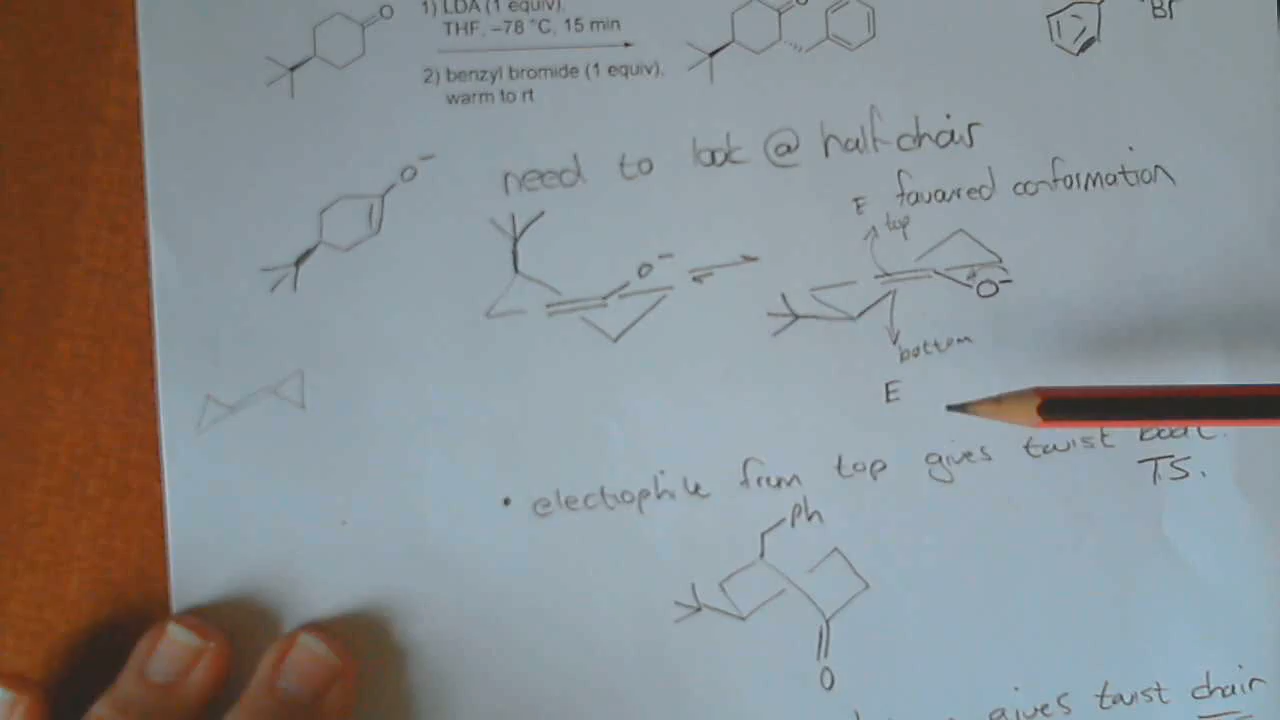 O
1) LDA (1 equiv).
THF, –78 °C, 15 min
2) benzyl bromide (1 equiv).
warm to rt
O
Br
need to look @ half-chair
O⁻
E favored conformation
top
O⁻
O⁻
bottom
E
• electrophile from top gives twist boat.
T.S.
Ph
O
gives twist chair